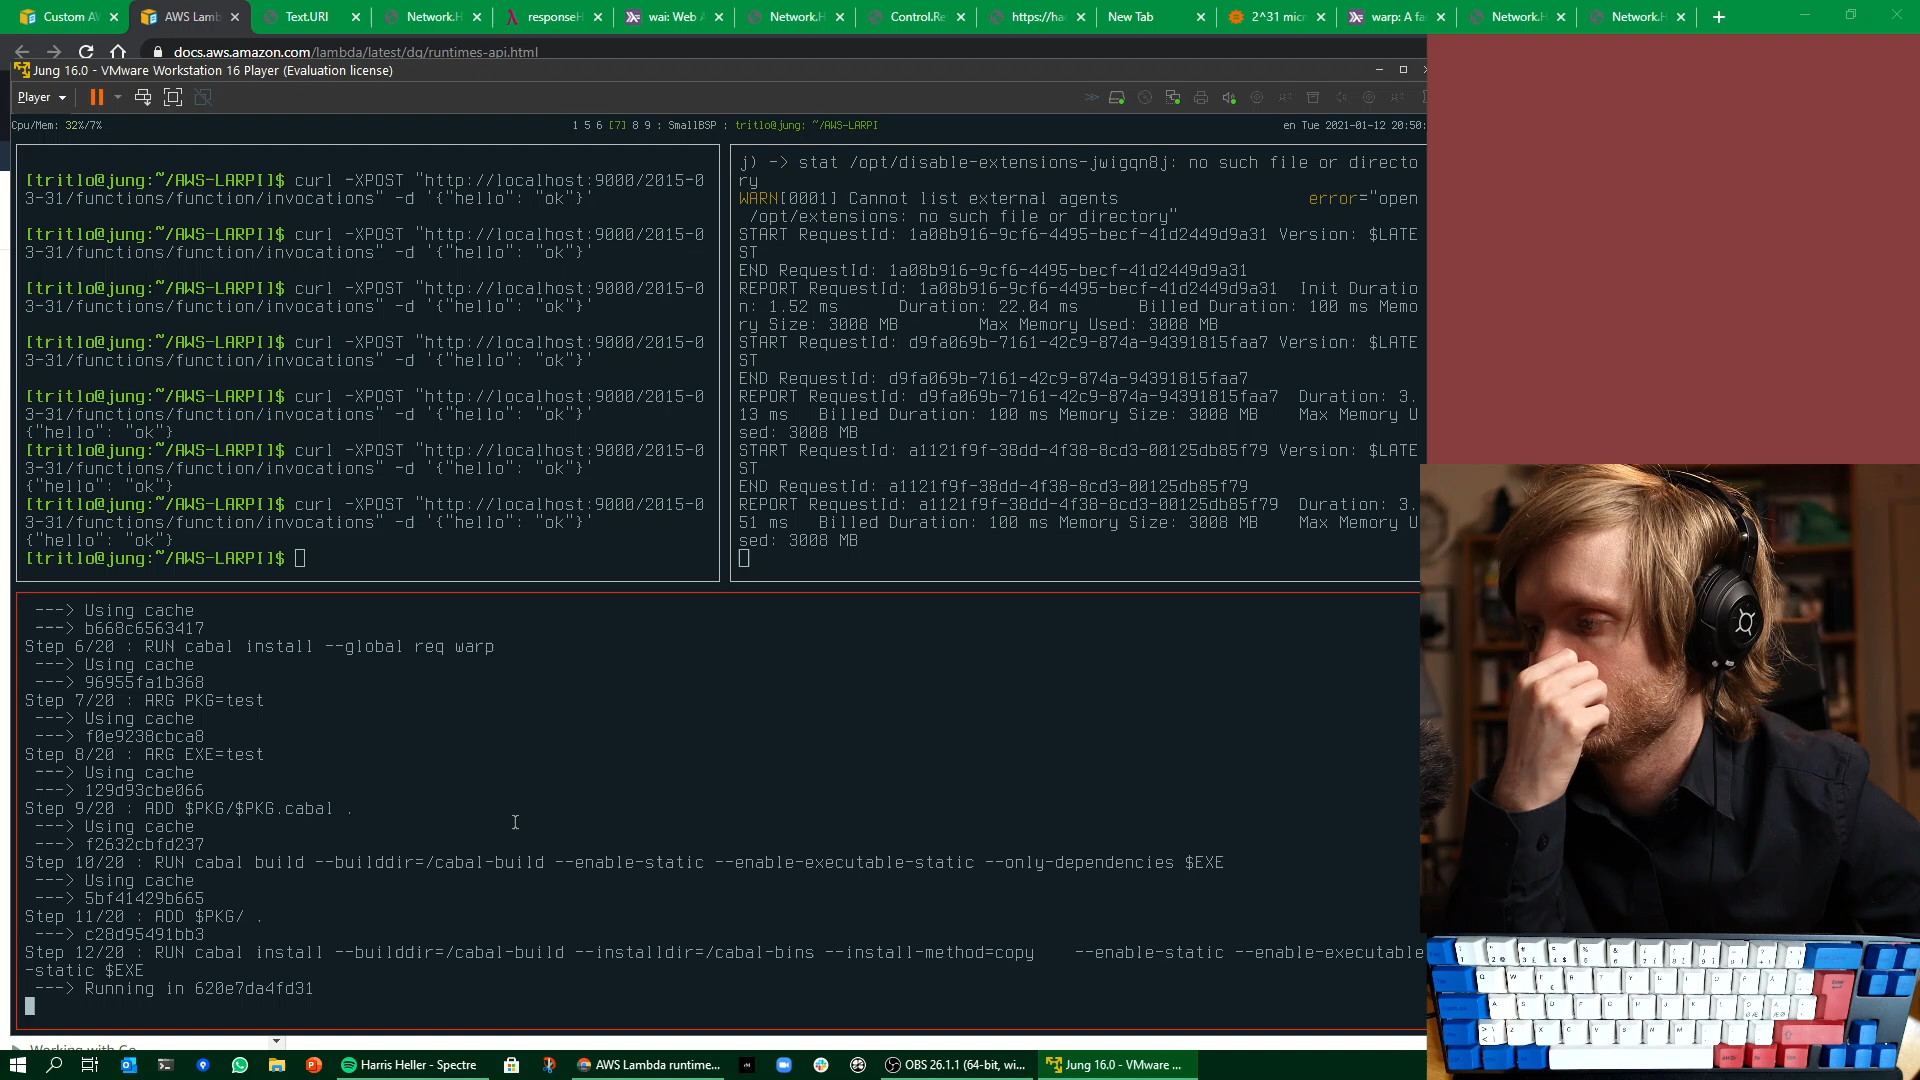 Custom AV
AWS Lamb
Text.URI
Network.H
responseH
wai: Web A
Network.H
Control.Re
https://ha
New Tab
2^31 micr
warp: A fa
Network.H
Network.H
docs.aws.amazon.com/lambda/latest/dg/runtimes-api.html
Jung 16.0 - VMware Workstation 16 Player (Evaluation license)
Player
Cpu/Mem: 32%/7%
1 5 6 [7] 8 9 : SmallBSP : tritlo@jung: ~/AWS-LARPI
en Tue 2021-01-12 20:50:
[tritlo@jung:~/AWS-LARPI]$ curl -XPOST "http://localhost:9000/2015-0
3-31/functions/function/invocations" -d '{"hello": "ok"}'
[tritlo@jung:~/AWS-LARPI]$ curl -XPOST "http://localhost:9000/2015-0
3-31/functions/function/invocations" -d '{"hello": "ok"}'
[tritlo@jung:~/AWS-LARPI]$ curl -XPOST "http://localhost:9000/2015-0
3-31/functions/function/invocations" -d '{"hello": "ok"}'
[tritlo@jung:~/AWS-LARPI]$ curl -XPOST "http://localhost:9000/2015-0
3-31/functions/function/invocations" -d '{"hello": "ok"}'
[tritlo@jung:~/AWS-LARPI]$ curl -XPOST "http://localhost:9000/2015-0
3-31/functions/function/invocations" -d '{"hello": "ok"}'
{"hello": "ok"}
[tritlo@jung:~/AWS-LARPI]$ curl -XPOST "http://localhost:9000/2015-0
3-31/functions/function/invocations" -d '{"hello": "ok"}'
{"hello": "ok"}
[tritlo@jung:~/AWS-LARPI]$ curl -XPOST "http://localhost:9000/2015-0
3-31/functions/function/invocations" -d '{"hello": "ok"}'
{"hello": "ok"}
[tritlo@jung:~/AWS-LARPI]$
j) -> stat /opt/disable-extensions-jwigqn8j: no such file or directo
ry
WARN[0001] Cannot list external agents error="open
/opt/extensions: no such file or directory"
START RequestId: 1a08b916-9cf6-4495-becf-41d2449d9a31 Version: $LATE
ST
END RequestId: 1a08b916-9cf6-4495-becf-41d2449d9a31
REPORT RequestId: 1a08b916-9cf6-4495-becf-41d2449d9a31 Init Duratio
n: 1.52 ms Duration: 22.04 ms Billed Duration: 100 ms Memo
ry Size: 3008 MB Max Memory Used: 3008 MB
START RequestId: d9fa069b-7161-42c9-874a-94391815faa7 Version: $LATE
ST
END RequestId: d9fa069b-7161-42c9-874a-94391815faa7
REPORT RequestId: d9fa069b-7161-42c9-874a-94391815faa7 Duration: 3.
13 ms Billed Duration: 100 ms Memory Size: 3008 MB Max Memory U
sed: 3008 MB
START RequestId: a1121f9f-38dd-4f38-8cd3-00125db85f79 Version: $LATE
ST
END RequestId: a1121f9f-38dd-4f38-8cd3-00125db85f79
REPORT RequestId: a1121f9f-38dd-4f38-8cd3-00125db85f79 Duration: 3.
51 ms Billed Duration: 100 ms Memory Size: 3008 MB Max Memory U
sed: 3008 MB
---> Using cache
---> b668c6563417
Step 6/20 : RUN cabal install --global req warp
---> Using cache
---> 96955fa1b368
Step 7/20 : ARG PKG=test
---> Using cache
---> f0e9238cbca8
Step 8/20 : ARG EXE=test
---> Using cache
---> 129d93cbe066
Step 9/20 : ADD $PKG/$PKG.cabal .
---> Using cache
---> f2632cbfd237
Step 10/20 : RUN cabal build --builddir=/cabal-build --enable-static --enable-executable-static --only-dependencies $EXE
---> Using cache
---> 5bf41429b665
Step 11/20 : ADD $PKG/ .
---> c28d95491bb3
Step 12/20 : RUN cabal install --builddir=/cabal-build --installdir=/cabal-bins --install-method=copy --enable-static --enable-executable
-static $EXE
---> Running in 620e7da4fd31
Working with Go
Harris Heller - Spectre
AWS Lambda runtime...
OBS 26.1.1 (64-bit, wi...
Jung 16.0 - VMware ...